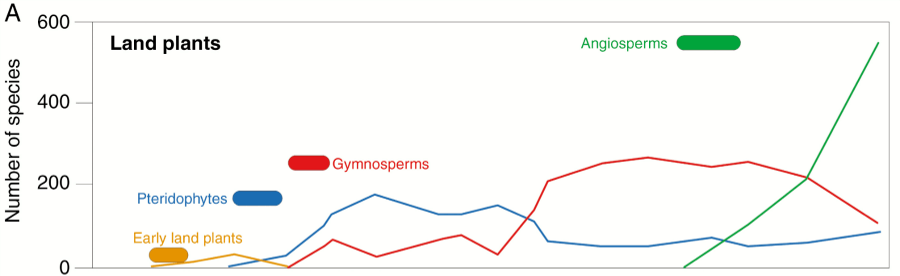 A
600
Land plants
Angiosperms
400
Number of species
Gymnosperms
200
Pteridophytes
Early land plants
0